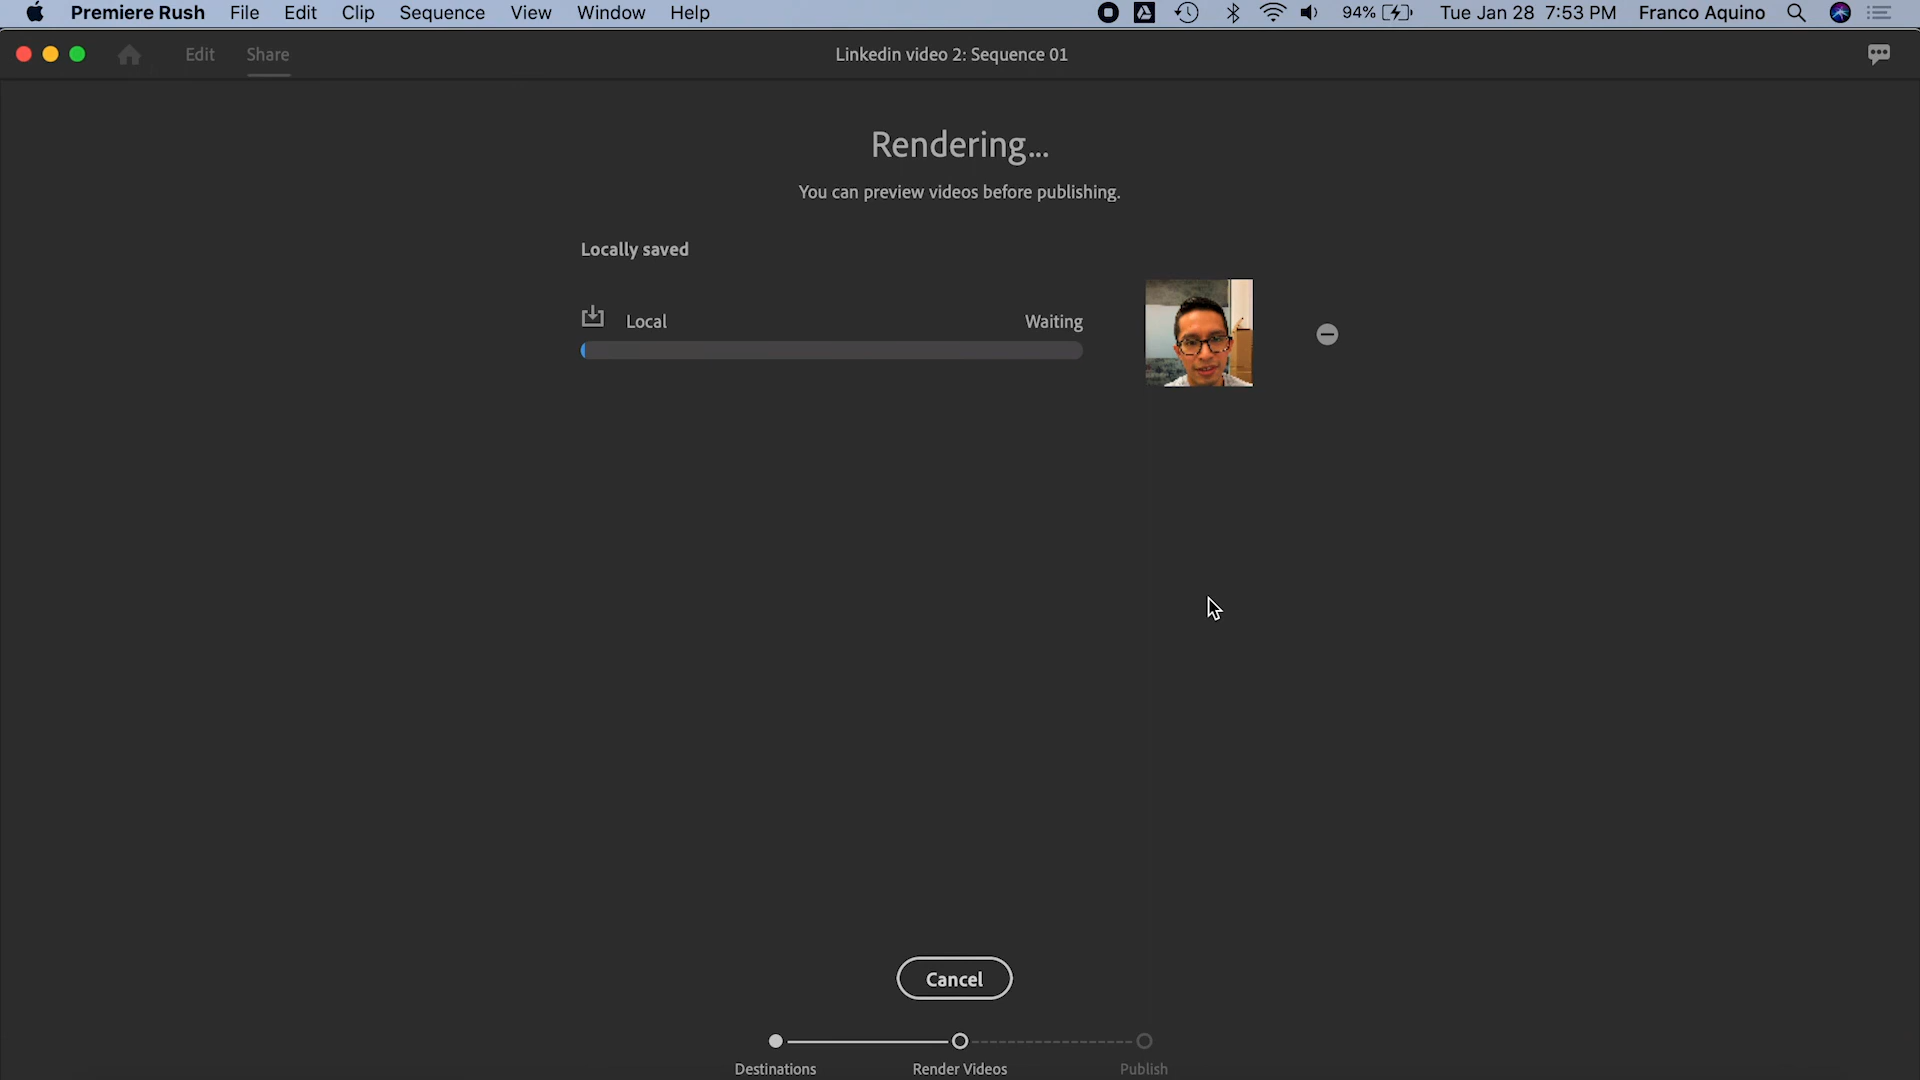 Premiere Rush File Edit Clip Sequence View Window Help 94% Tue Jan 28 7:53 PM Franco Aquino
Edit Share Linkedin video 2: Sequence 01
Rendering...
You can preview videos before publishing.
Locally saved
Local Waiting
Cancel
Destinations Render Videos Publish